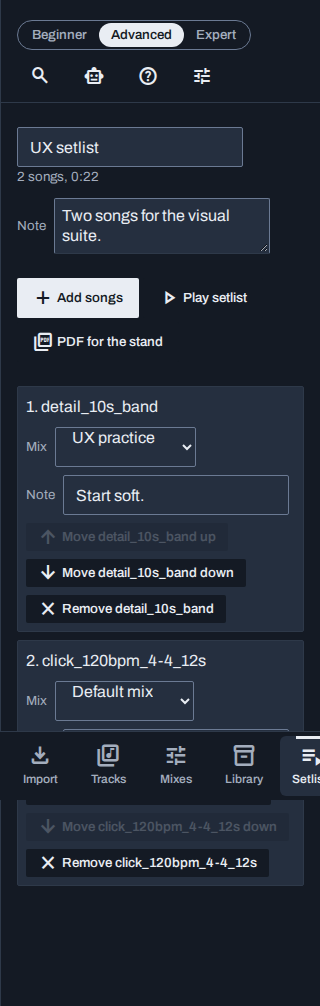 Beginner
Advanced
Expert
UX setlist
2 songs, 0:22
Note
Two songs for the visual
suite.
Add songs
Play setlist
PDF for the stand
1. detail_10s_band
Mix
UX practice
Note
Start soft.
Move detail_10s_band up
Move detail_10s_band down
Remove detail_10s_band
2. click_120bpm_4-4_12s
Mix
Default mix
Import
Tracks
Mixes
Library
Move click_120bpm_4-4_12s down
Remove click_120bpm_4-4_12s